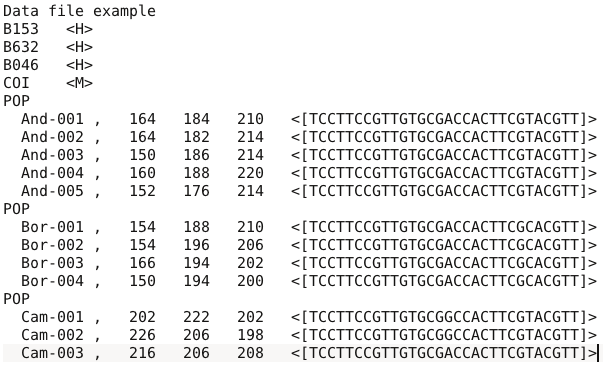 Data file example
B153   <H>
B632   <H>
B046   <H>
COI    <M>
POP
  And-001 ,   164   184   210   <[TCCTTCCGTTGTGCGACCACTTCGTACGTT]>
  And-002 ,   164   182   214   <[TCCTTCCGTTGTGCGACCACTTCGTACGTT]>
  And-003 ,   150   186   214   <[TCCTTCCGTTGTGCGACCACTTCGTACGTT]>
  And-004 ,   160   188   220   <[TCCTTCCGTTGTGCGACCACTTCGTACGTT]>
  And-005 ,   152   176   214   <[TCCTTCCGTTGTGCGACCACTTCGTACGTT]>
POP
  Bor-001 ,   154   188   210   <[TCCTTCCGTTGTGCGACCACTTCGCACGTT]>
  Bor-002 ,   154   196   206   <[TCCTTCCGTTGTGCGACCACTTCGCACGTT]>
  Bor-003 ,   166   194   202   <[TCCTTCCGTTGTGCGACCACTTCGCACGTT]>
  Bor-004 ,   150   194   200   <[TCCTTCCGTTGTGCGACCACTTCGCACGTT]>
POP
  Cam-001 ,   202   222   202   <[TCCTTCCGTTGTGCGGCCACTTCGTACGTT]>
  Cam-002 ,   226   206   198   <[TCCTTCCGTTGTGCGGCCACTTCGTACGTT]>
  Cam-003 ,   216   206   208   <[TCCTTCCGTTGTGCGACCACTTCGTACGTT]>